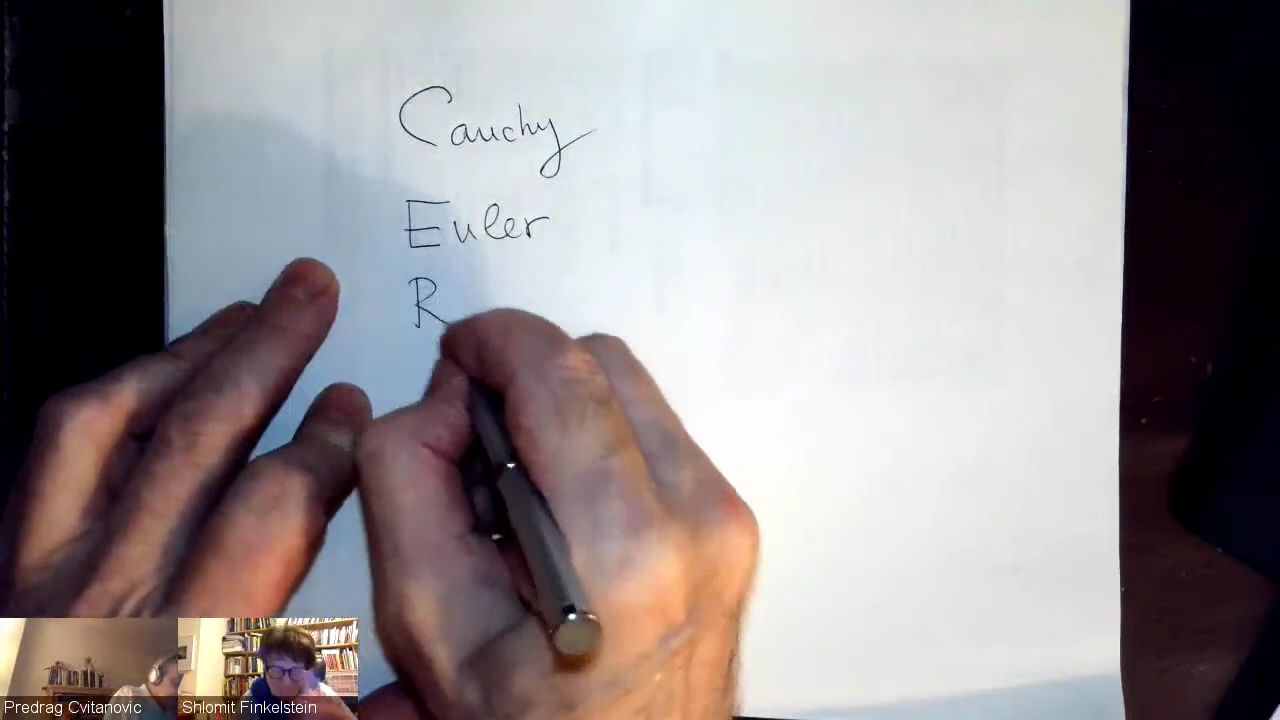 Cauchy
Euler
R
Predrag Cvitanovic
Shlomit Finkelstein